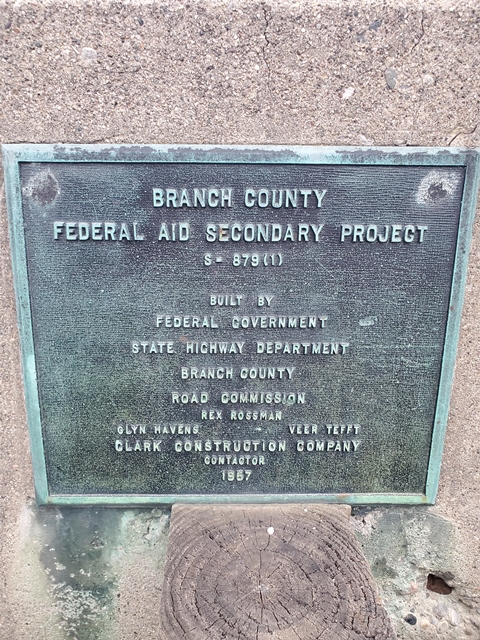 BRANCH COUNTY
FEDERAL AID SECONDARY PROJECT
S - 879(1)
BUILT BY
FEDERAL GOVERNMENT
STATE HIGHWAY DEPARTMENT
BRANCH COUNTY
ROAD COMMISSION
REX ROSSMAN
GLYN HAVENS - VEER TEFFT
CLARK CONSTRUCTION COMPANY
CONTACTOR
1957